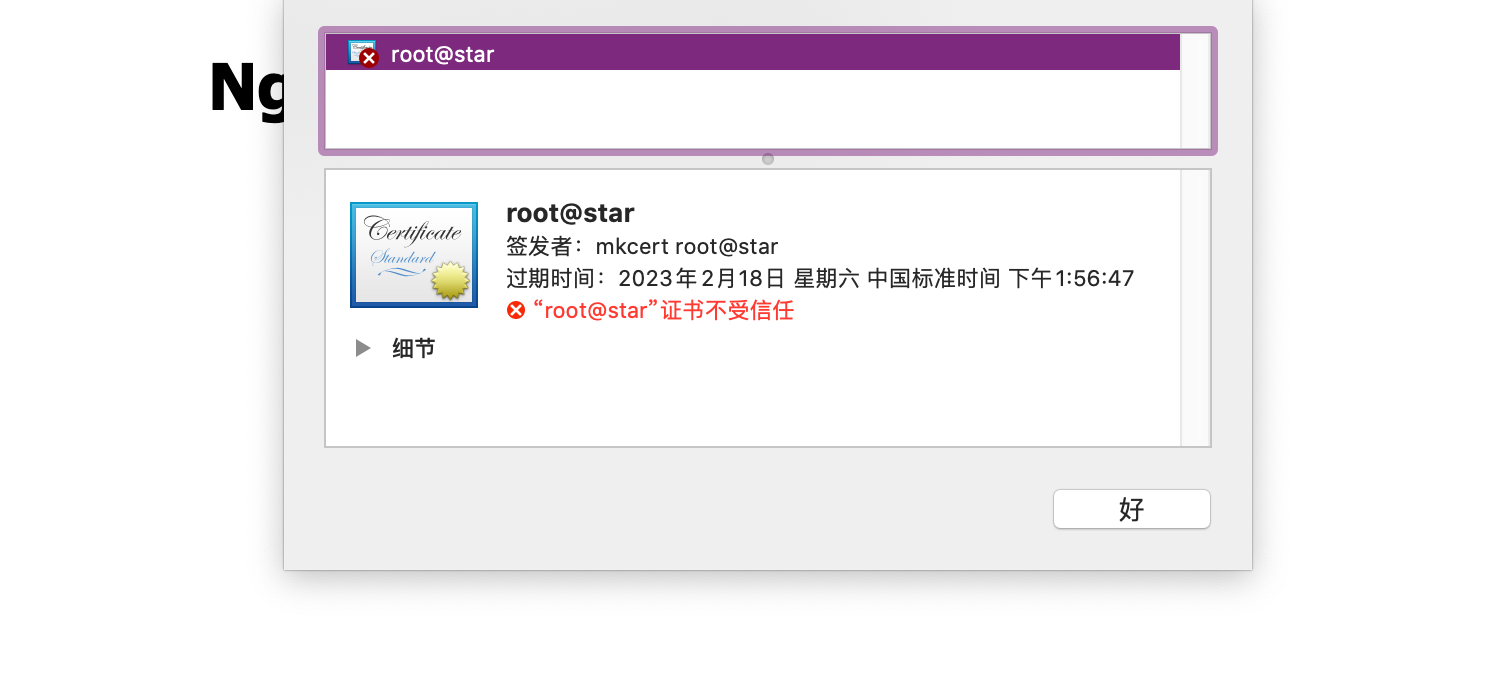 root@star
Ng
Certificate
Standard
root@star
签发者：mkcert root@star
过期时间：2023年2月18日 星期六 中国标准时间 下午1:56:47
“root@star”证书不受信任
细节
好